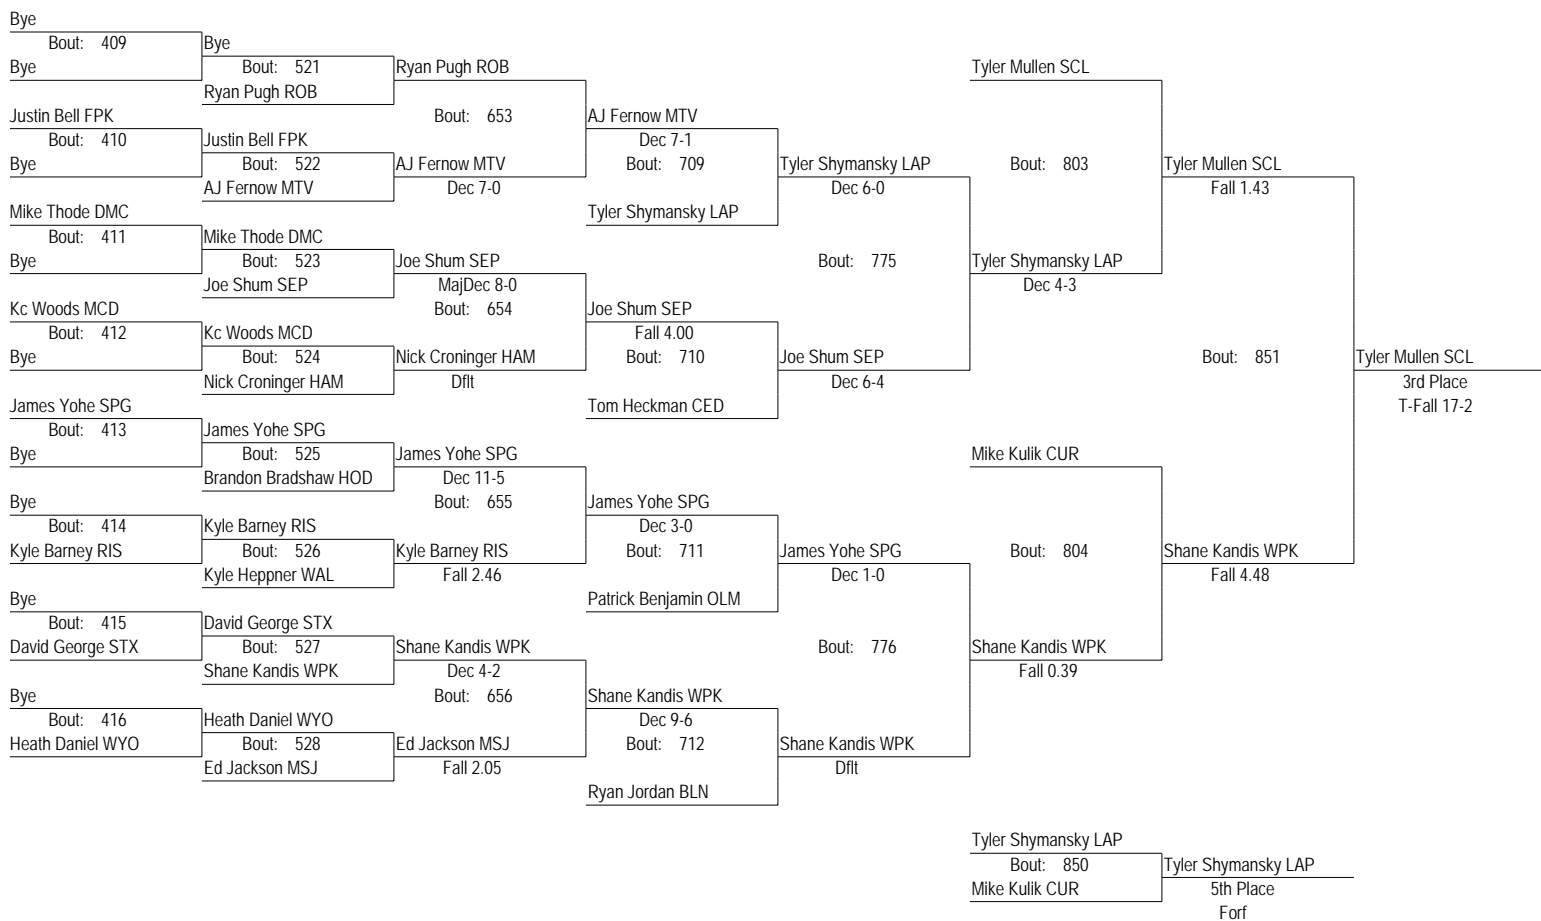 Bye
Bout: 409
Bye
Bye
Bout: 521
Ryan Pugh ROB
Ryan Pugh ROB
Tyler Mullen SCL
Justin Bell FPK
Bout: 653
AJ Fernow MTV
Bout: 410
Justin Bell FPK
Dec 7-1
Bye
Bout: 522
AJ Fernow MTV
Bout: 709
Tyler Shymansky LAP
Bout: 803
Tyler Mullen SCL
AJ Fernow MTV
Dec 7-0
Dec 6-0
Fall 1.43
Mike Thode DMC
Tyler Shymansky LAP
Bout: 411
Mike Thode DMC
Bye
Bout: 523
Joe Shum SEP
Bout: 775
Tyler Shymansky LAP
Joe Shum SEP
MajDec 8-0
Dec 4-3
Kc Woods MCD
Bout: 654
Joe Shum SEP
Bout: 412
Kc Woods MCD
Fall 4.00
Bye
Bout: 524
Nick Croninger HAM
Bout: 710
Joe Shum SEP
Bout: 851
Tyler Mullen SCL
Nick Croninger HAM
Dflt
Dec 6-4
3rd Place
James Yohe SPG
Tom Heckman CED
T-Fall 17-2
Bout: 413
James Yohe SPG
Bye
Bout: 525
James Yohe SPG
Mike Kulik CUR
Brandon Bradshaw HOD
Dec 11-5
Bye
Bout: 655
James Yohe SPG
Bout: 414
Kyle Barney RIS
Dec 3-0
Kyle Barney RIS
Bout: 526
Kyle Barney RIS
Bout: 711
James Yohe SPG
Bout: 804
Shane Kandis WPK
Kyle Heppner WAL
Fall 2.46
Dec 1-0
Fall 4.48
Bye
Patrick Benjamin OLM
Bout: 415
David George STX
David George STX
Bout: 527
Shane Kandis WPK
Bout: 776
Shane Kandis WPK
Shane Kandis WPK
Dec 4-2
Fall 0.39
Bye
Bout: 656
Shane Kandis WPK
Bout: 416
Heath Daniel WYO
Dec 9-6
Heath Daniel WYO
Bout: 528
Ed Jackson MSJ
Bout: 712
Shane Kandis WPK
Ed Jackson MSJ
Fall 2.05
Dflt
Ryan Jordan BLN
Tyler Shymansky LAP
Bout: 850
Tyler Shymansky LAP
Mike Kulik CUR
5th Place
Forf